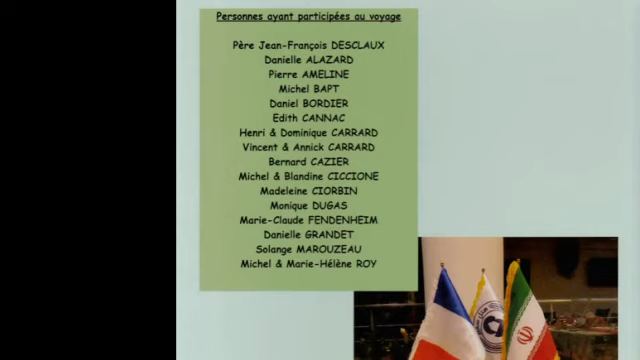 Personnes ayant participées au voyage
Père Jean-François DESCLAUX
Danielle ALAZARD
Pierre AMELINE
Michel BAPT
Daniel BORDIER
Edith CANNAC
Henri & Dominique CARRARD
Vincent & Annick CARRARD
Bernard CAZIER
Michel & Blandine CICCIONE
Madeleine CIORBIN
Monique DUGAS
Marie-Claude FENDENHEIM
Danielle GRANDET
Solange MAROUZEAU
Michel & Marie-Hélène ROY